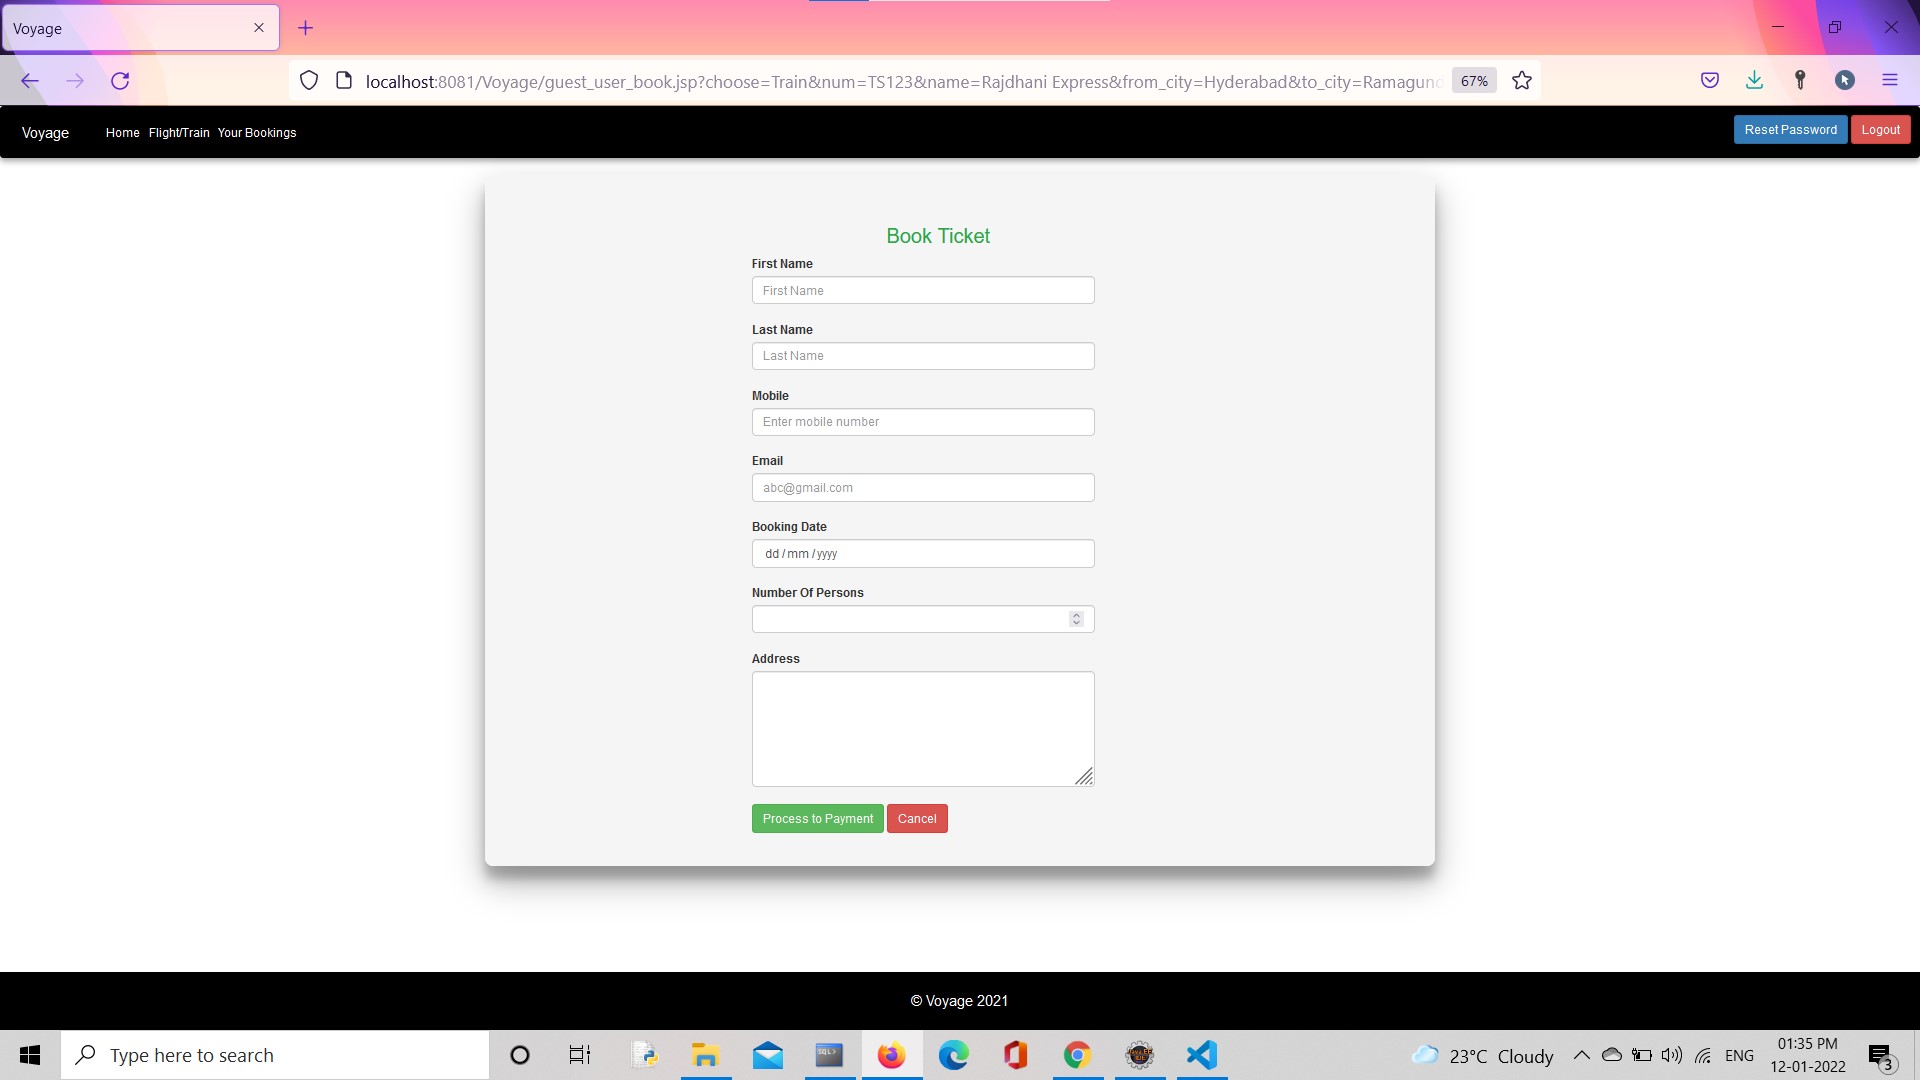 Voyage
localhost:8081/Voyage/guest_user_book.jsp?choose=Train&num=TS123&name=Rajdhani Express&from_city=Hyderabad&to_city=Ramagund
67%
Voyage Home Flight/Train Your Bookings Reset Password Logout
Book Ticket
First Name
First Name
Last Name
Last Name
Mobile
Enter mobile number
Email
abc@gmail.com
Booking Date
dd / mm / yyyy
Number Of Persons
Address
Process to Payment Cancel
© Voyage 2021
Type here to search
SQL>
23°C Cloudy
ENG
01:35 PM
12-01-2022
3